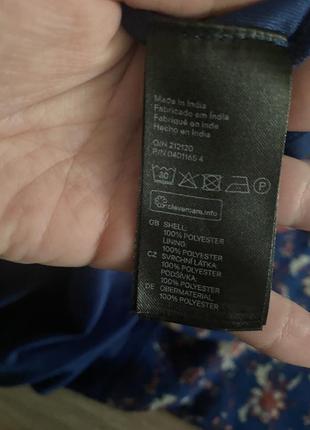 Made in India
Fabricado em Índia
Fabriqué en Inde
Hecho en India
O/N 212120
P/N 0401165 4
30 P
clevercare.info
GB SHELL:
100% POLYESTER
LINING:
100% POLYESTER
CZ SVRCHNÍ LÁTKA
100% POLYESTER
PODŠÍVKA:
100% POLYESTER
DE OBERMATERIAL:
100% POLYESTER